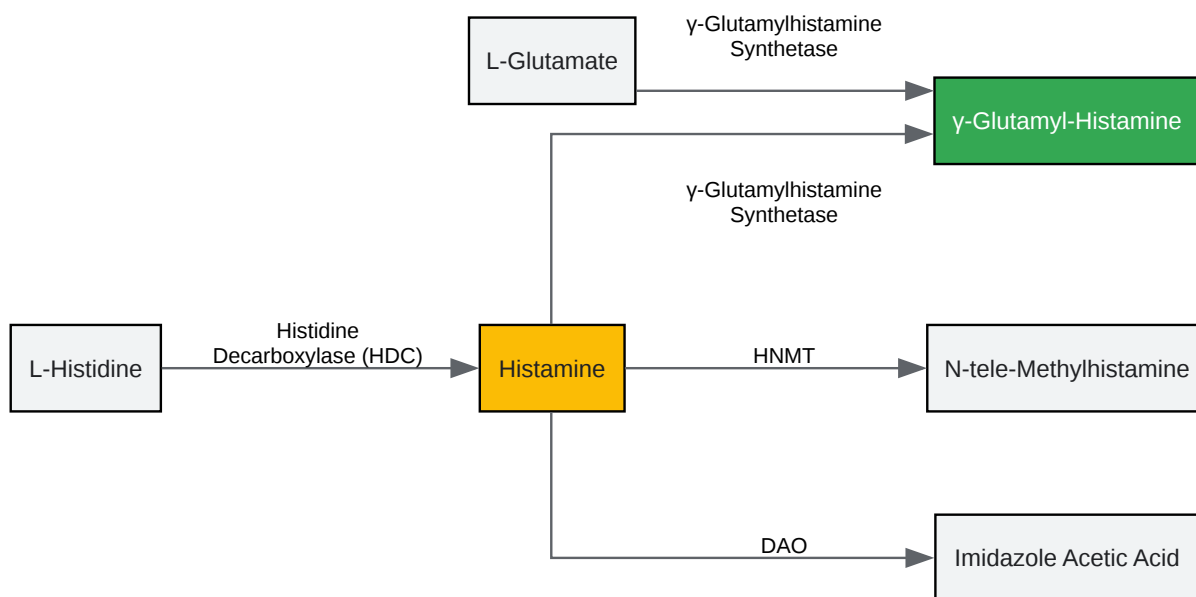 γ-Glutamylhistamine
Synthetase
L-Glutamate
γ-Glutamyl-Histamine
γ-Glutamylhistamine
Synthetase
Histidine
Decarboxylase (HDC)
L-Histidine
Histamine
HNMT
N-tele-Methylhistamine
DAO
Imidazole Acetic Acid